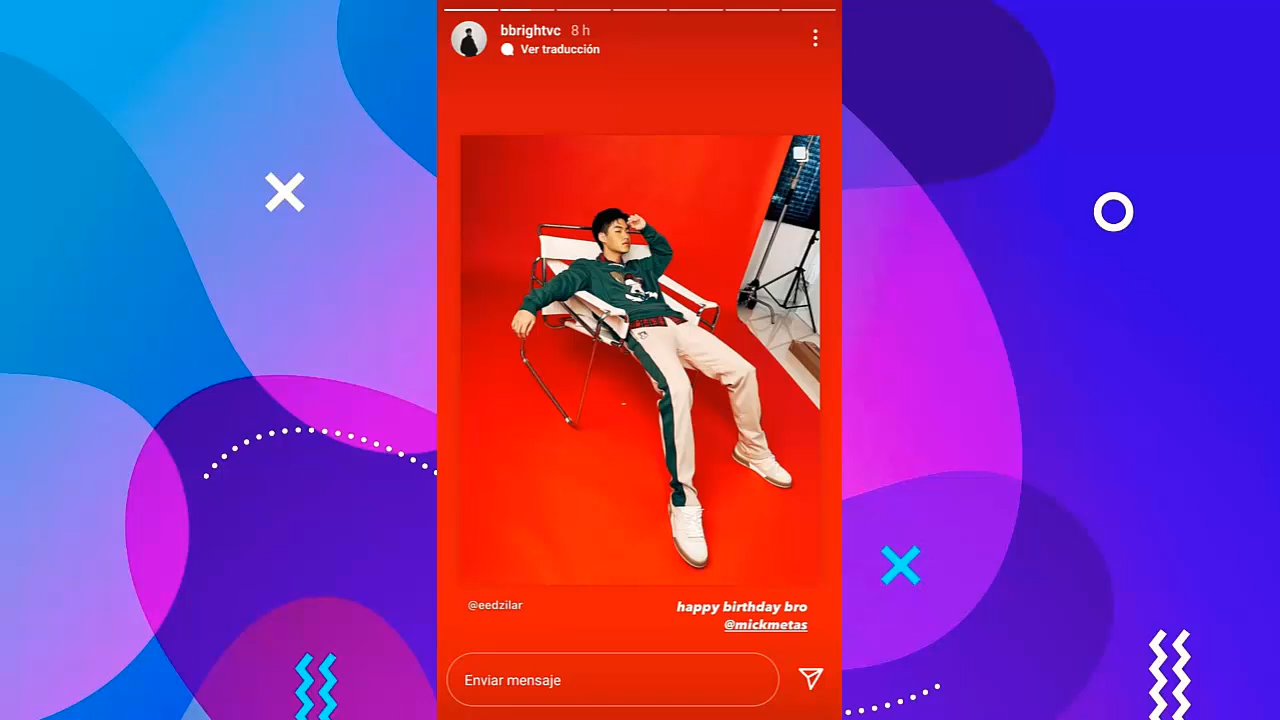 bbrightvc 8 h
Ver traducción
@eedzilar
happy birthday bro
@mickmetas
Enviar mensaje